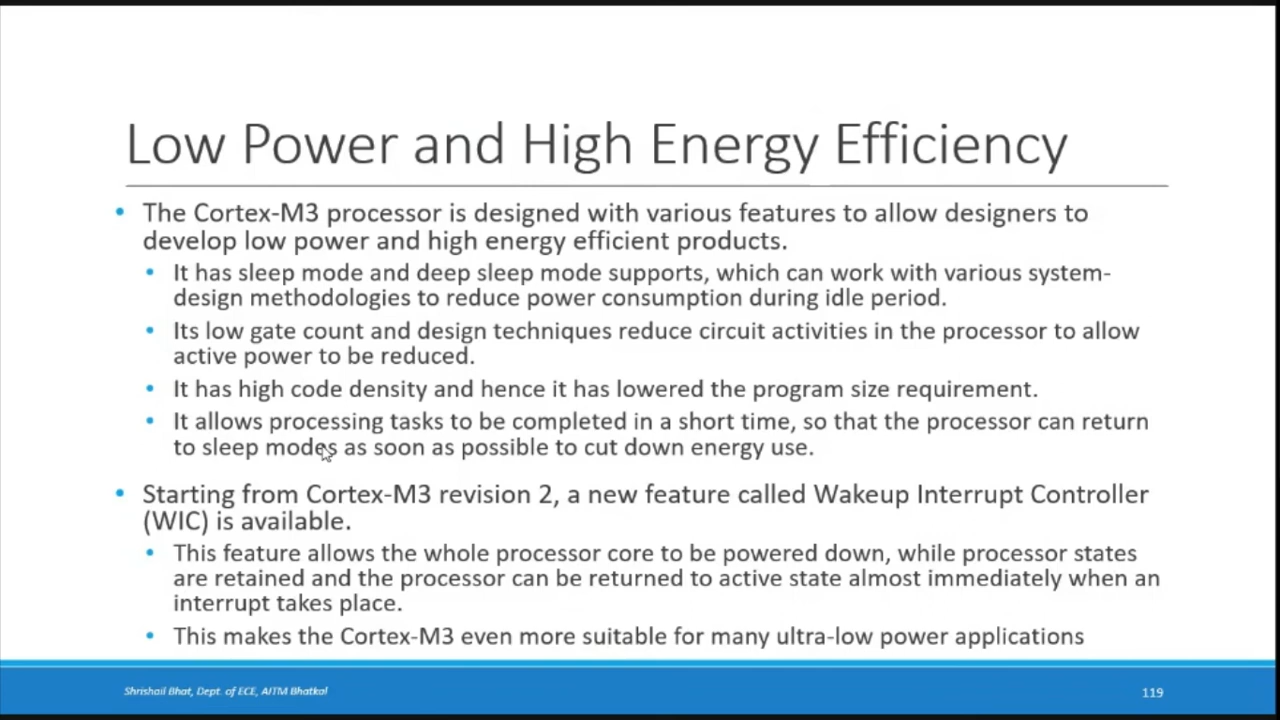 Low Power and High Energy Efficiency
• The Cortex-M3 processor is designed with various features to allow designers to
develop low power and high energy efficient products.
• It has sleep mode and deep sleep mode supports, which can work with various system-
design methodologies to reduce power consumption during idle period.
• Its low gate count and design techniques reduce circuit activities in the processor to allow
active power to be reduced.
• It has high code density and hence it has lowered the program size requirement.
• It allows processing tasks to be completed in a short time, so that the processor can return
to sleep modes as soon as possible to cut down energy use.
• Starting from Cortex-M3 revision 2, a new feature called Wakeup Interrupt Controller
(WIC) is available.
• This feature allows the whole processor core to be powered down, while processor states
are retained and the processor can be returned to active state almost immediately when an
interrupt takes place.
• This makes the Cortex-M3 even more suitable for many ultra-low power applications
Shrishail Bhat, Dept. of ECE, AITM Bhatkal
119